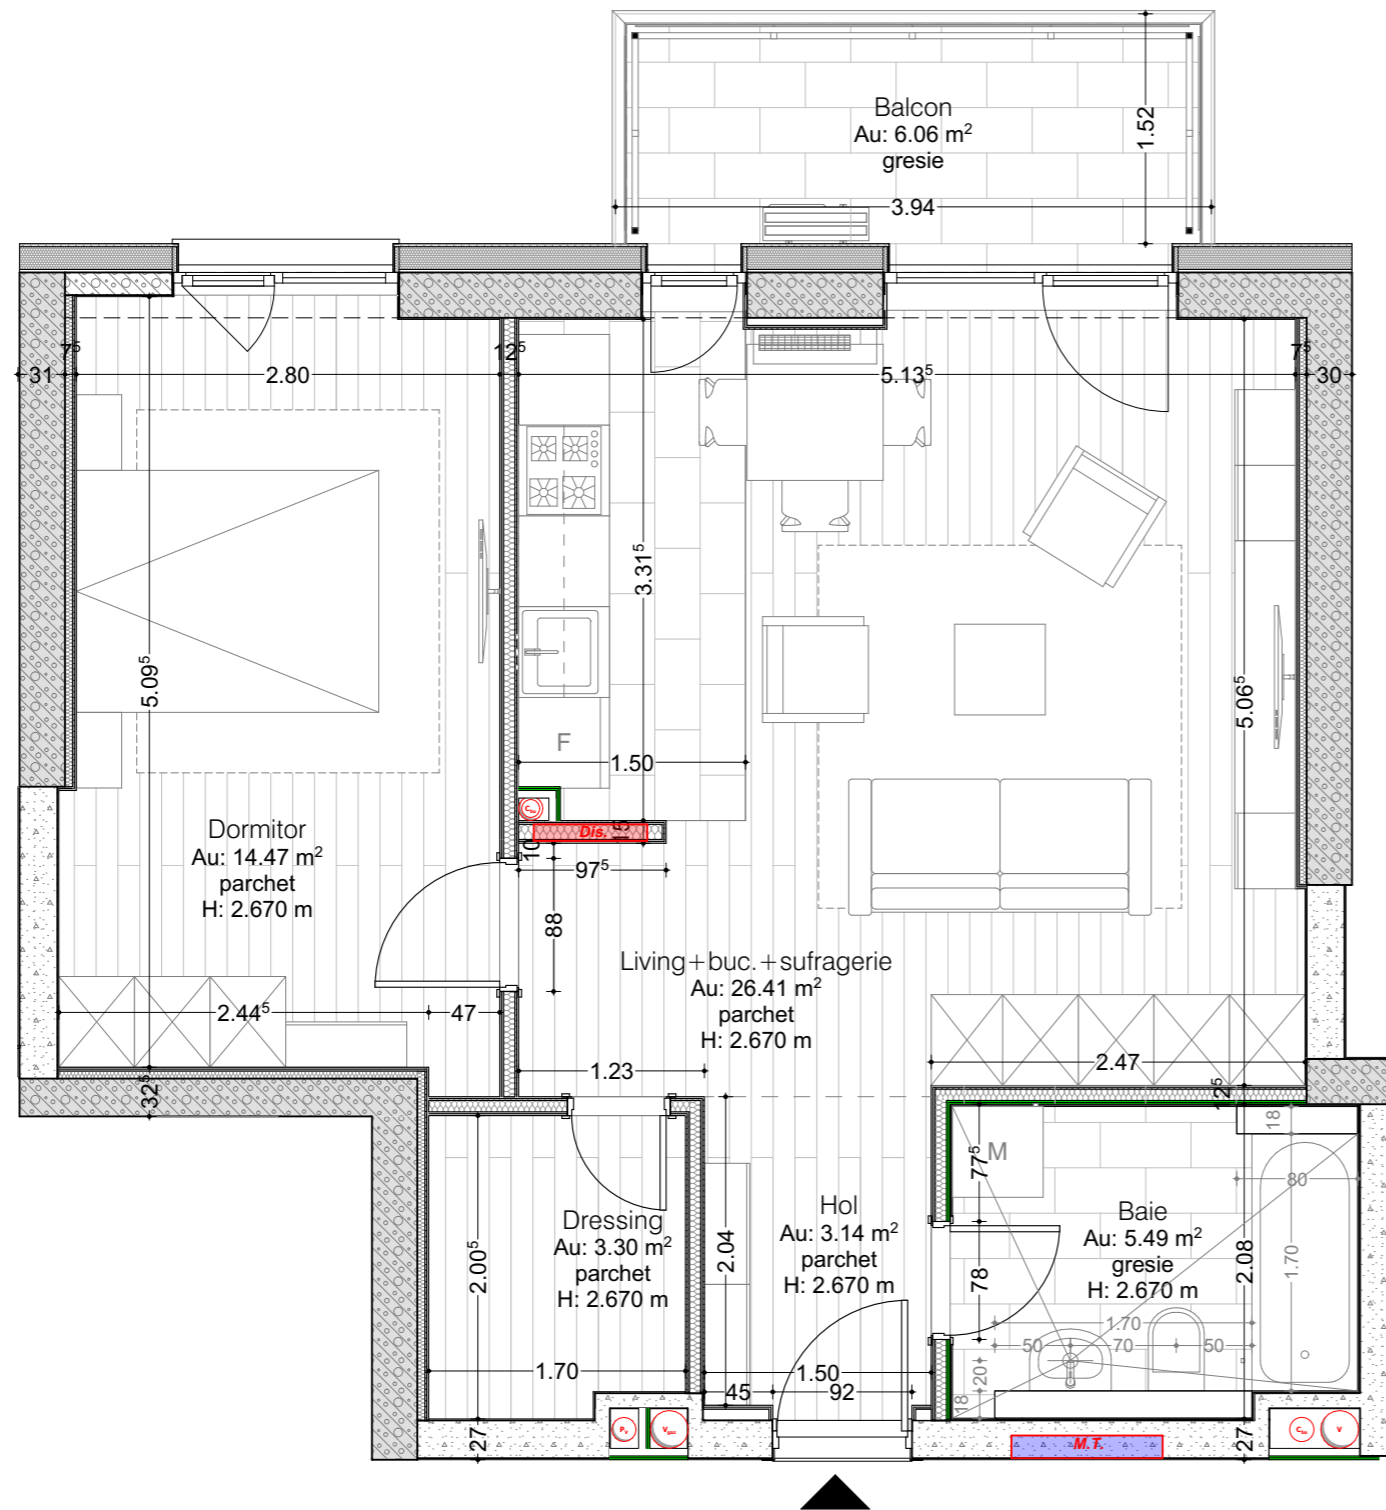 Balcon
Au: 6.06 m²
gresie
1.52
3.94
31
7⁵
2.80
12⁵
5.13⁵
7⁵
30
3.31⁵
5.09⁵
5.06⁵
F
1.50
Dis.
15
10
97⁵
88
Dormitor
Au: 14.47 m²
parchet
H: 2.670 m
Living+buc.+sufragerie
Au: 26.41 m²
parchet
H: 2.670 m
2.44⁵
47
1.23
2.47
32⁵
12⁵
18
M
77⁵
80
Dressing
Au: 3.30 m²
parchet
H: 2.670 m
2.00⁵
2.04
Hol
Au: 3.14 m²
parchet
H: 2.670 m
Baie
Au: 5.49 m²
gresie
H: 2.670 m
78
2.08
1.70
1.70
50
70
50
20
18
1.70
1.50
45
92
27
M.T.
V
27